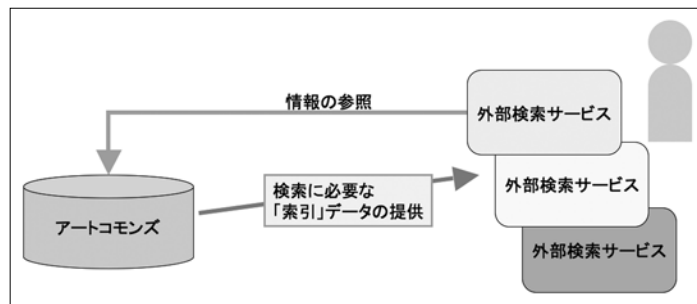 情報の参照
外部検索サービス
外部検索サービス
外部検索サービス
検索に必要な
「索引」データの提供
アートコモンズ